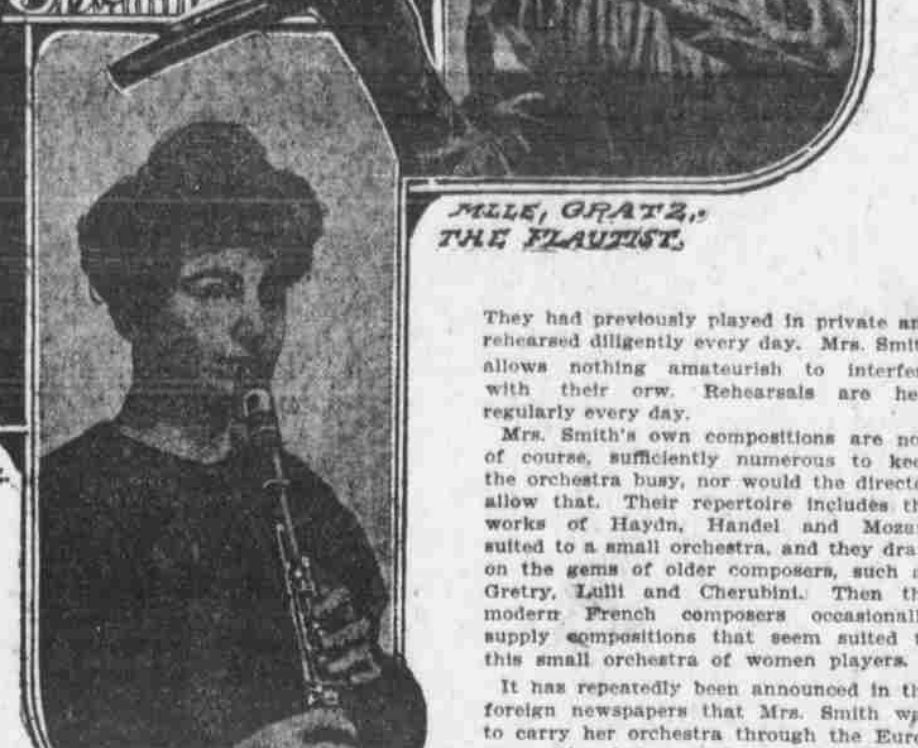 MLLE, GRATZ,
THE FLAUTIST.
They had previously played in private an
rehearsed diligently every day. Mrs. Smit
allows nothing amateurish to interfer
with their orw. Rehearsals are he
regularly every day.
Mrs. Smith's own compositions are no
of course, sufficiently numerous to kee
the orchestra busy, nor would the directo
allow that. Their repertoire includes th
works of Haydn, Handel and Mozar
suited to a small orchestra, and they dra
on the gems of older composers, such a
Gretry, Lulli and Cherubini. Then th
modern French composers occasionall
supply compositions that seem suited t
this small orchestra of women players.
It has repeatedly been announced in th
foreign newspapers that Mrs. Smith wa
to carry her orchestra through the Euro